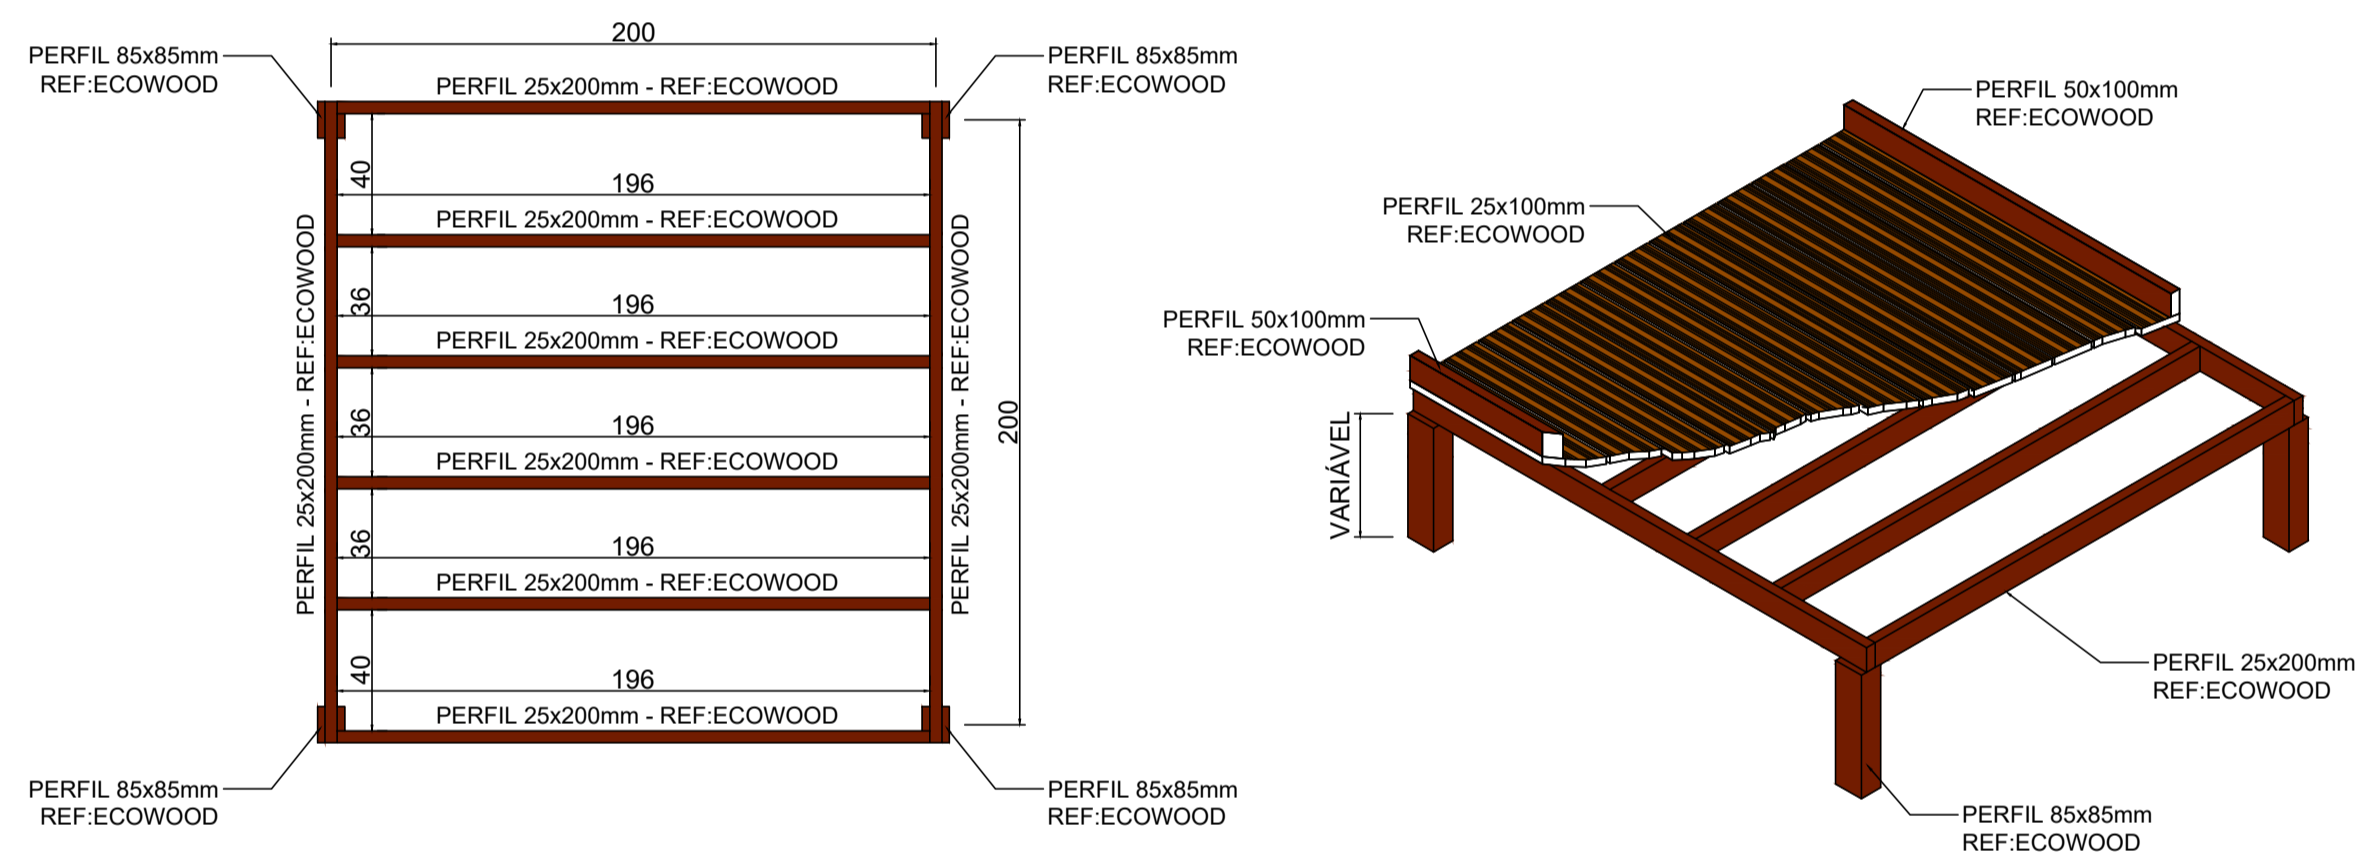 200
PERFIL 85x85mm
REF:ECOWOOD
PERFIL 25x200mm - REF:ECOWOOD
PERFIL 85x85mm
REF:ECOWOOD
40
196
PERFIL 25x200mm - REF:ECOWOOD
36
196
PERFIL 25x200mm - REF:ECOWOOD
PERFIL 25x200mm - REF:ECOWOOD
PERFIL 25x200mm - REF:ECOWOOD
200
36
196
PERFIL 25x200mm - REF:ECOWOOD
36
196
PERFIL 25x200mm - REF:ECOWOOD
40
196
PERFIL 25x200mm - REF:ECOWOOD
PERFIL 85x85mm
REF:ECOWOOD
PERFIL 85x85mm
REF:ECOWOOD
PERFIL 50x100mm
REF:ECOWOOD
PERFIL 25x100mm
REF:ECOWOOD
PERFIL 50x100mm
REF:ECOWOOD
VARIÁVEL
PERFIL 25x200mm
REF:ECOWOOD
PERFIL 85x85mm
REF:ECOWOOD